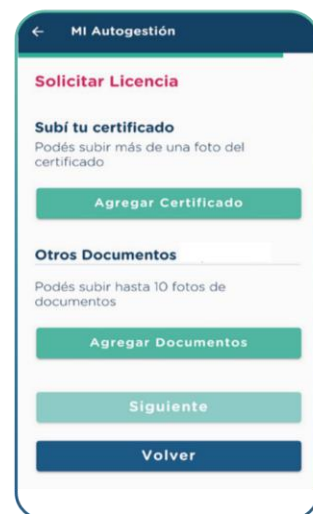 MI Autogestión
Solicitar Licencia
Subí tu certificado
Podés subir más de una foto del
certificado
Agregar Certificado
Otros Documentos
Podés subir hasta 10 fotos de
documentos
Agregar Documentos
Siguiente
Volver